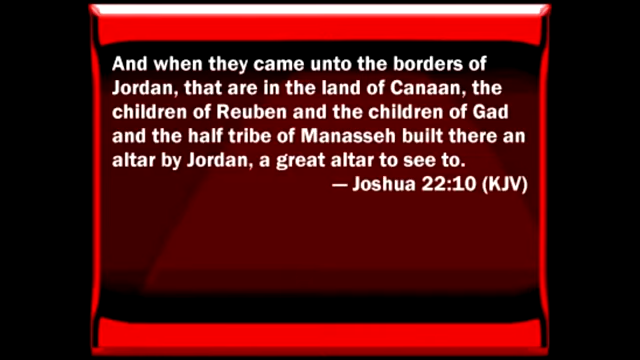 And when they came unto the borders of
Jordan, that are in the land of Canaan, the
children of Reuben and the children of Gad
and the half tribe of Manasseh built there an
altar by Jordan, a great altar to see to.
— Joshua 22:10 (KJV)